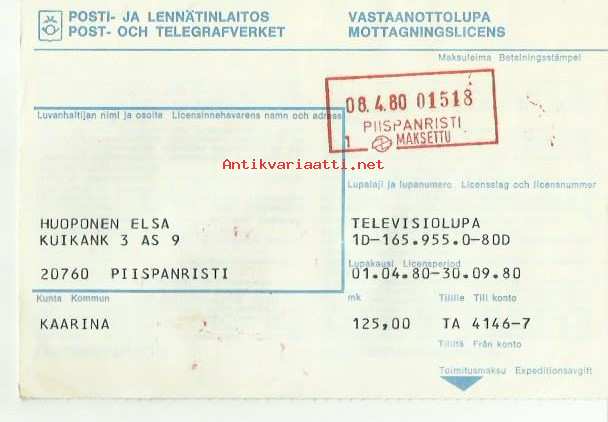 POSTI- JA LENNÄTINLAITOS
POST- OCH TELEGRAFVERKET
VASTAANOTTOLUPA
MOTTAGNINGSLICENS
Maksuleima Betalningsstämpel
08.4.80 01518
PIISPANRISTI
1 MAKSETTU
Luvanhaltijan nimi ja osoite Licensinnehavarens namn och adress
Antikvariaatti.net
Lupalaji ja lupanumero Licensslag och licensnummer
HUOPONEN ELSA
KUIKANK 3 AS 9
20760 PIISPANRISTI
TELEVISIOLUPA
1D-165.955.0-80D
Lupakausi Licensperiod
01.04.80-30.09.80
Kunta Kommun
mk
Tilille Till konto
KAARINA
125,00 TA 4146-7
Tililtä Från konto
Toimitusmaksu Expeditionsavgift